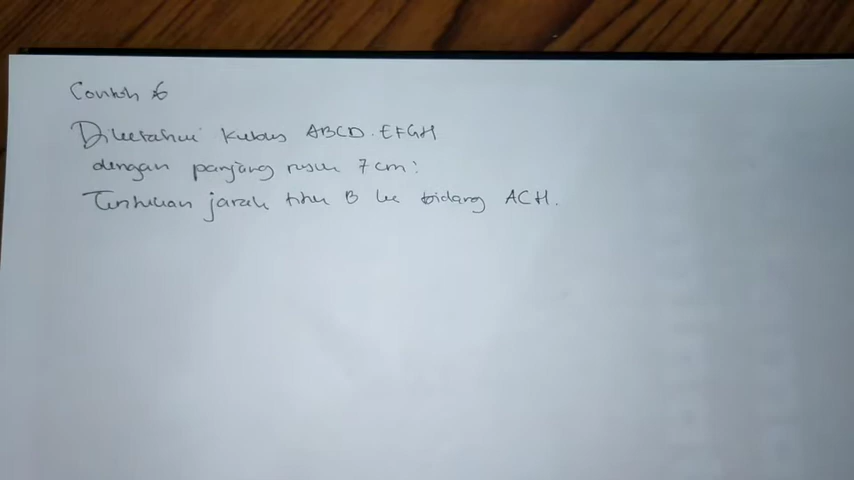 Contoh 6
Diketahui kubus ABCD.EFGH
dengan panjang rusuk 7 cm:
Tentukan jarak titik B ke bidang ACH.